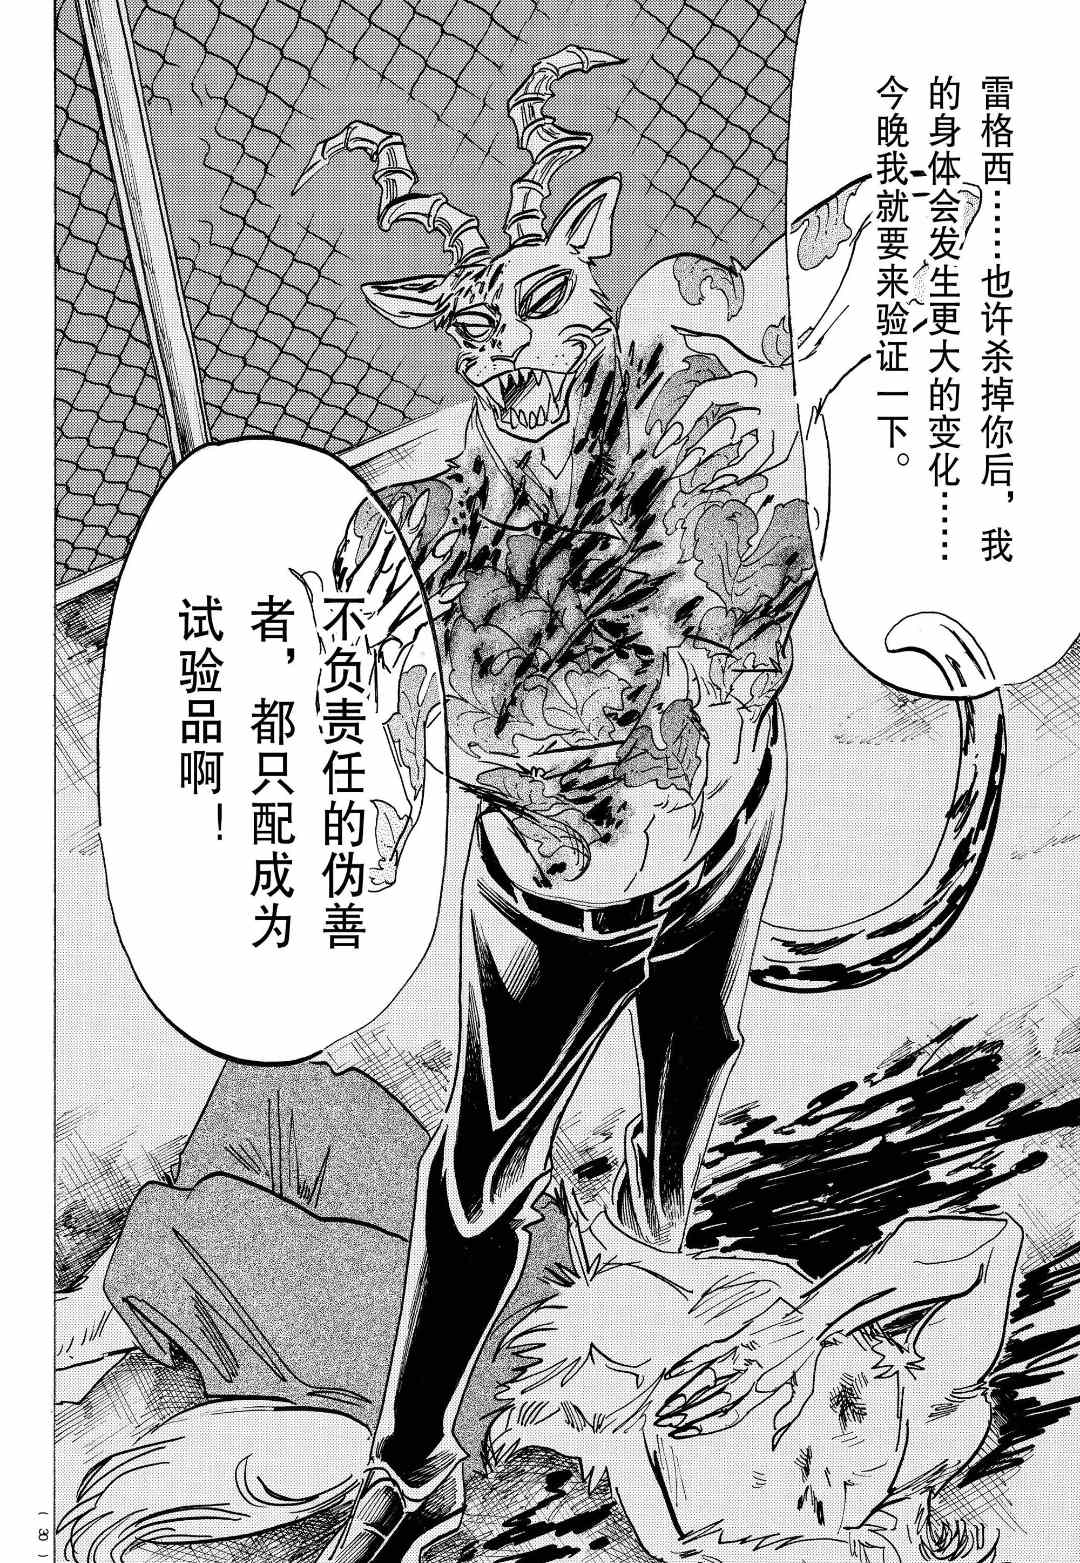 雷格西……也许杀掉你后，我
的身体会发生更大的变化……
今晚我就要来验证一下。
不负责任的伪善
者，都只配成为
试验品啊！
(30)